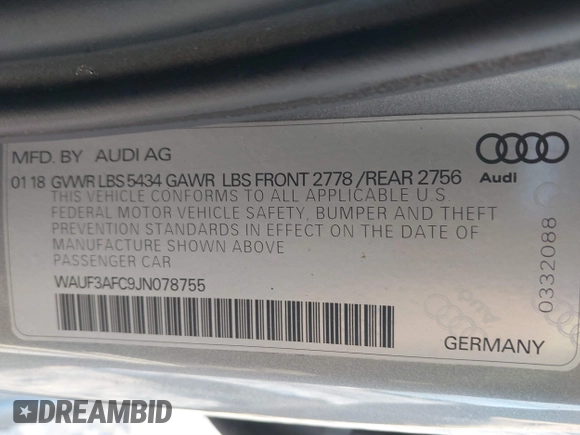 MFD. BY AUDI AG
01 18 GVWR LBS 5434 GAWR LBS FRONT 2778 /REAR 2756
Audi
THIS VEHICLE CONFORMS TO ALL APPLICABLE U.S.
FEDERAL MOTOR VEHICLE SAFETY, BUMPER AND THEFT
PREVENTION STANDARDS IN EFFECT ON THE DATE OF
MANUFACTURE SHOWN ABOVE
PASSENGER CAR
WAUF3AFC9JN078755
0332088
Audi
GERMANY
DREAMBID